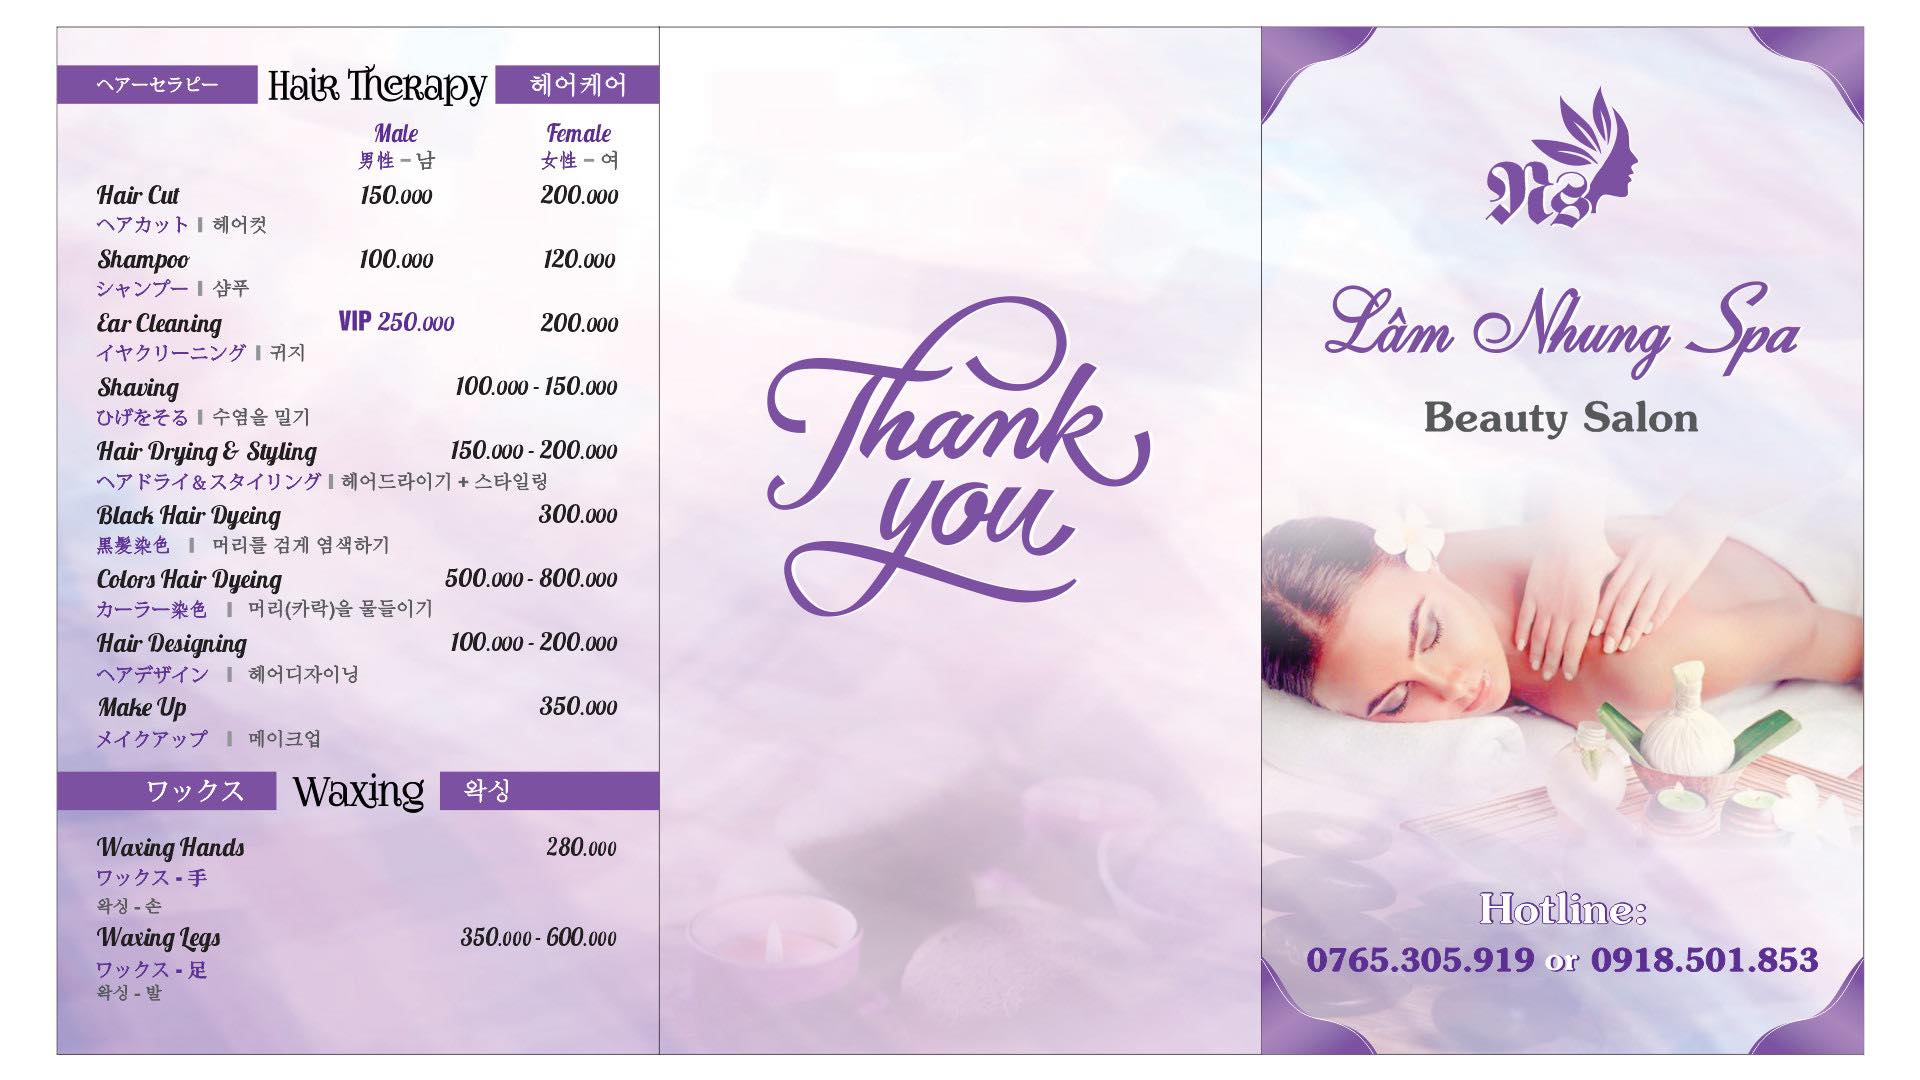 ヘアーセラピー Hair Therapy 헤어케어
Male Female
男性 – 남 女性 – 여
Hair Cut 150.000 200.000
ヘアカット | 헤어컷
Shampoo 100.000 120.000
シャンプー | 샴푸
Ear Cleaning VIP 250.000 200.000
イヤクリーニング | 귀지
Shaving 100.000 - 150.000
ひげをそる | 수염을 밀기
Hair Drying & Styling 150.000 - 200.000
ヘアドライ＆スタイリング | 헤어드라이기 + 스타일링
Black Hair Dyeing 300.000
黒髪染色 | 머리를 검게 염색하기
Colors Hair Dyeing 500.000 - 800.000
カーラー染色 | 머리(카락)을 물들이기
Hair Designing 100.000 - 200.000
ヘアデザイン | 헤어디자이닝
Make Up 350.000
メイクアップ | 메이크업
ワックス Waxing 왁싱
Waxing Hands 280.000
ワックス - 手
왁싱 - 손
Waxing Legs 350.000 - 600.000
ワックス - 足
왁싱 - 발
Thank
you
NS
Lâm Nhung Spa
Beauty Salon
Hotline:
0765.305.919 or 0918.501.853